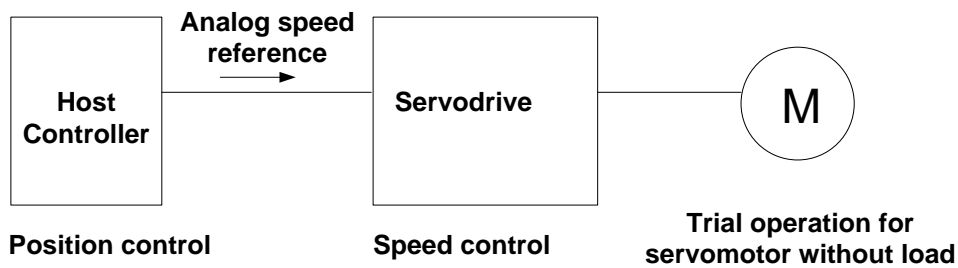 Analog speed
reference
Host
Controller
Servodrive
M
Position control
Speed control
Trial operation for
servomotor without load